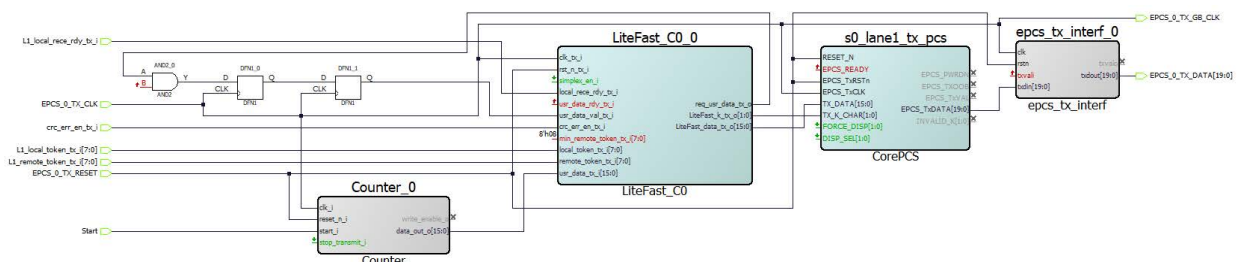 EPCS_0_TX_GB_CLK
LiteFast_C0_0
s0_lane1_tx_pcs
epcs_tx_interf_0
L1_local_rece_rdy_tx_i
AND2_0
A
B
Y
AND2
DFN1_0
D
Q
CLK
DFN1
DFN1_1
D
Q
CLK
DFN1
EPCS_0_TX_CLK
crc_err_en_tx_i
8'h08
L1_local_token_tx_i[7:0]
L1_remote_token_tx_i[7:0]
EPCS_0_TX_RESET
Start
clk_tx_i
rst_n_tx_i
simplex_en_i
local_rece_rdy_tx_i
usr_data_rdy_tx_i
usr_data_val_tx_i
crc_err_en_tx_i
min_remote_token_tx_i[7:0]
local_token_tx_i[7:0]
remote_token_tx_i[7:0]
usr_data_tx_i[15:0]
req_usr_data_tx_o
LiteFast_k_tx_o[1:0]
LiteFast_data_tx_o[15:0]
LiteFast_C0
RESET_N
EPCS_READY
EPCS_TxRSTn
EPCS_TxCLK
TX_DATA[15:0]
TX_K_CHAR[1:0]
FORCE_DISP[1:0]
DISP_SEL[1:0]
EPCS_PWRDN
EPCS_TXOOB
EPCS_TxVAL
EPCS_TxDATA[19:0]
INVALID_K[1:0]
CorePCS
clk
rstn
txvali
txdin[19:0]
txvalo
txdout[19:0]
epcs_tx_interf
EPCS_0_TX_DATA[19:0]
Counter_0
clk_i
reset_n_i
start_i
stop_transmit_i
write_enable_o
data_out_o[15:0]
Counter